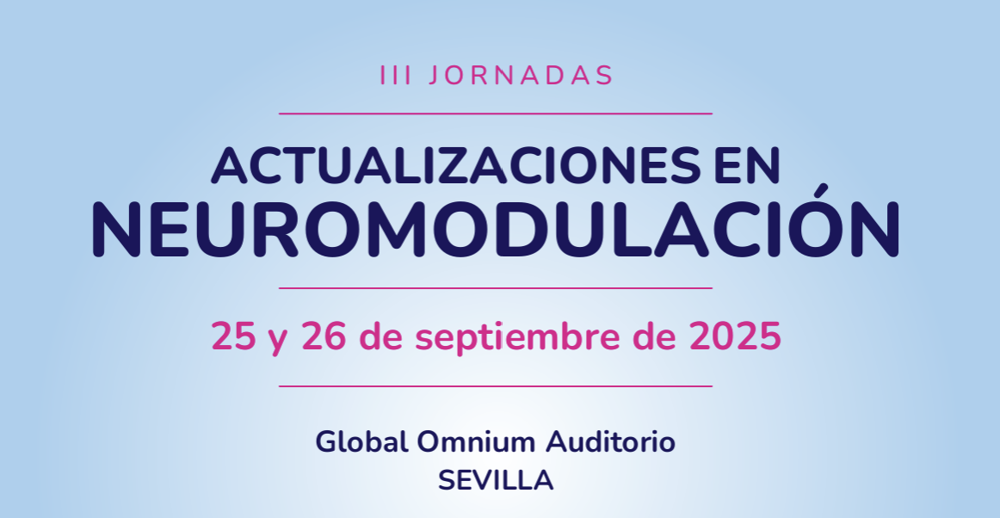 III JORNADAS
ACTUALIZACIONES EN
NEUROMODULACIÓN
25 y 26 de septiembre de 2025
Global Omnium Auditorio
SEVILLA